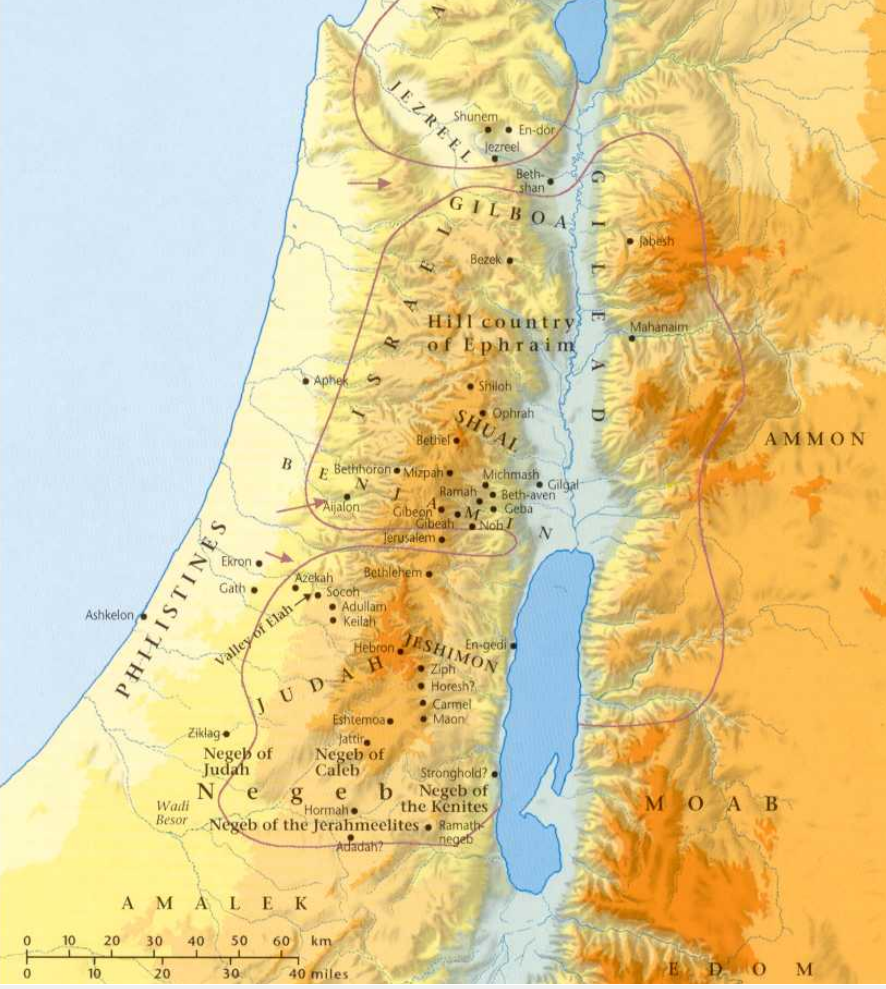 A
JEZREEL
Shunem
En-dor
Jezreel
Beth-
shan
GILBOA
GILEAD
ISRAEL
Jabesh
Bezek
Hill country
of Ephraim
Mahanaim
Aphek
Shiloh
Ophrah
SHUAL
Bethel
AMMON
BENJAMIN
Bethhoron
Mizpah
Michmash
Gilgal
Ramah
Beth-aven
Aijalon
Gibeon
Geba
Gibeah
Nob
Jerusalem
PHILISTINES
Ekron
Gath
Azekah
Bethlehem
Socoh
Valley of Elah
Adullam
Keilah
Ashkelon
Hebron
JESHIMON
En-gedi
Ziph
JUDAH
Horesh?
Carmel
Eshtemoa
Maon
Ziklag
Jattir
Negeb of
Judah
Negeb of
Caleb
Stronghold?
Negeb
Negeb of
the Kenites
MOAB
Wadi
Besor
Hormah
Negeb of the Jerahmeelites
Ramath-
negeb
Adadah?
AMALEK
0 10 20 30 40 50 60 km
0 10 20 30 40 miles
EDOM